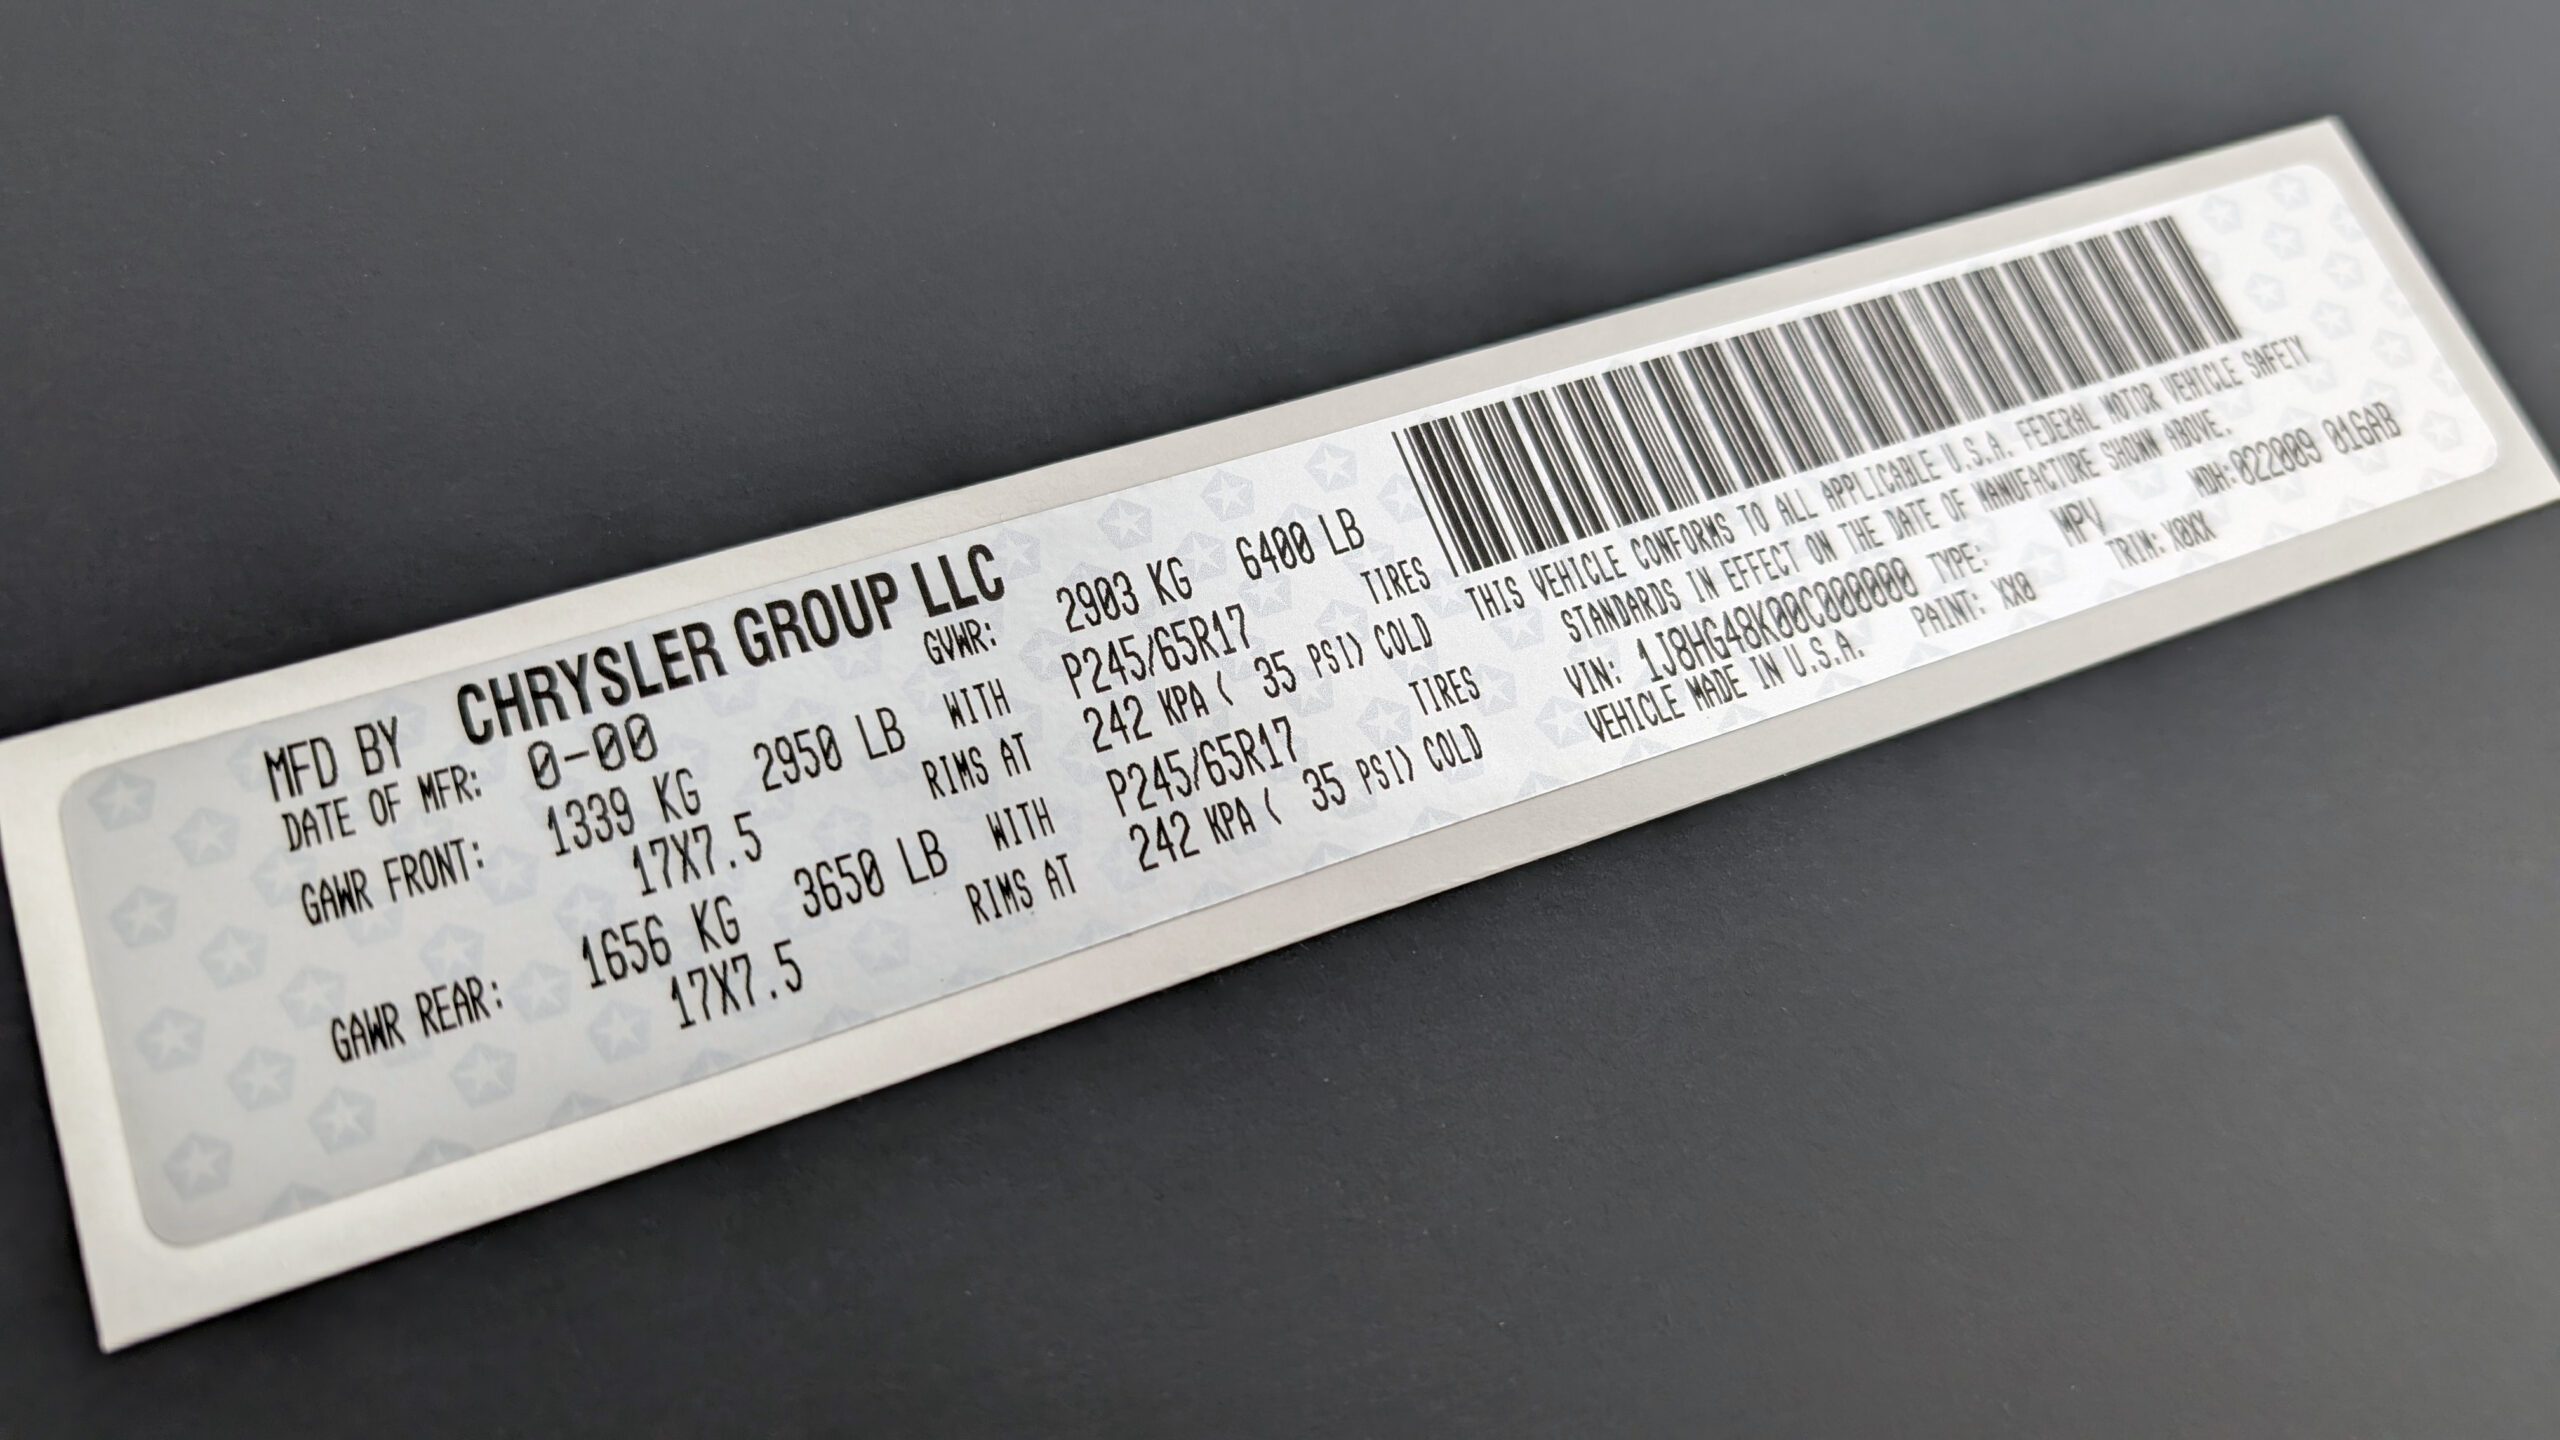 MFD BY CHRYSLER GROUP LLC
DATE OF MFR: 0-00 GVWR: 2903 KG 6400 LB
GAWR FRONT: 1339 KG 2950 LB WITH P245/65R17 TIRES
17X7.5 RIMS AT 242 KPA ( 35 PSI) COLD
GAWR REAR: 1656 KG 3650 LB WITH P245/65R17 TIRES
17X7.5 RIMS AT 242 KPA ( 35 PSI) COLD
THIS VEHICLE CONFORMS TO ALL APPLICABLE U.S.A. FEDERAL MOTOR VEHICLE SAFETY
STANDARDS IN EFFECT ON THE DATE OF MANUFACTURE SHOWN ABOVE.
VIN: 1J8HG48K00C000000 TYPE: MPV MDH: 022009 016AB
VEHICLE MADE IN U.S.A. PAINT: XX0 TRIM: X0XX